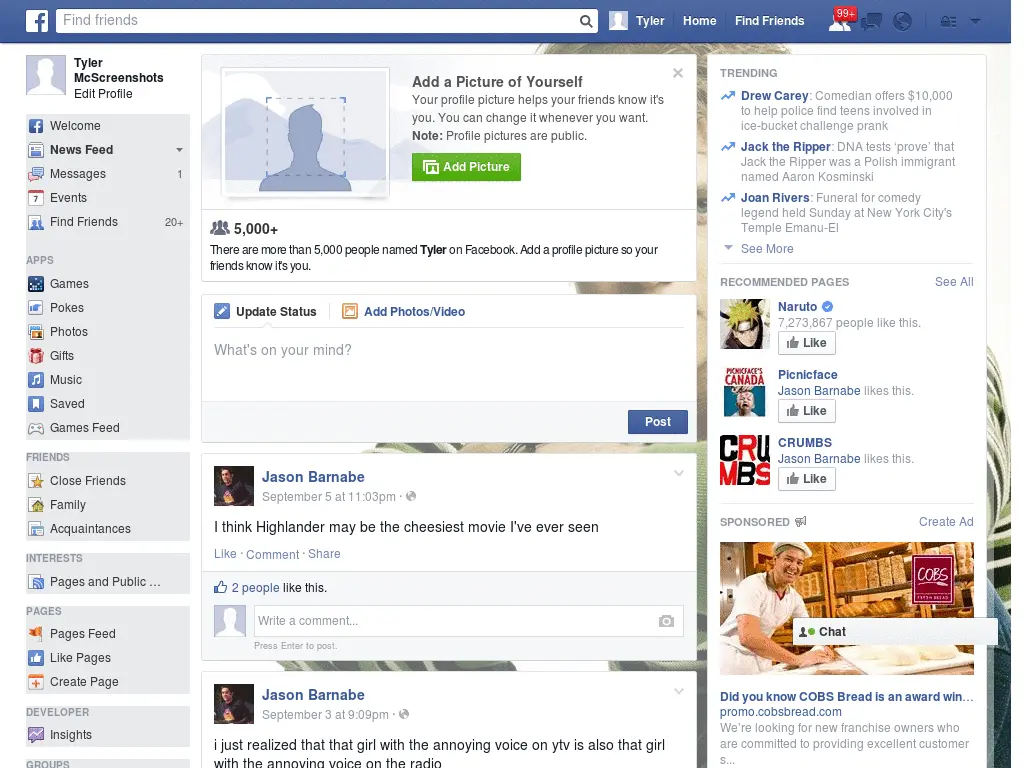 Find friends
Tyler
Home
Find Friends
99+
Tyler
McScreenshots
Edit Profile
Welcome
News Feed
Messages 1
Events
Find Friends 20+
APPS
Games
Pokes
Photos
Gifts
Music
Saved
Games Feed
FRIENDS
Close Friends
Family
Acquaintances
INTERESTS
Pages and Public ...
PAGES
Pages Feed
Like Pages
Create Page
DEVELOPER
Insights
GROUPS
Add a Picture of Yourself
Your profile picture helps your friends know it's
you. You can change it whenever you want.
Note: Profile pictures are public.
Add Picture
5,000+
There are more than 5,000 people named Tyler on Facebook. Add a profile picture so your
friends know it's you.
Update Status
Add Photos/Video
What's on your mind?
Post
Jason Barnabe
September 5 at 11:03pm ·
I think Highlander may be the cheesiest movie I've ever seen
Like · Comment · Share
2 people like this.
Write a comment...
Press Enter to post.
Jason Barnabe
September 3 at 9:09pm ·
i just realized that that girl with the annoying voice on ytv is also that girl
with the annoying voice on the radio
TRENDING
Drew Carey: Comedian offers $10,000
to help police find teens involved in
ice-bucket challenge prank
Jack the Ripper: DNA tests ‘prove’ that
Jack the Ripper was a Polish immigrant
named Aaron Kosminski
Joan Rivers: Funeral for comedy
legend held Sunday at New York City's
Temple Emanu-El
See More
RECOMMENDED PAGES See All
Naruto
7,273,867 people like this.
Like
PICNICFACE'S
CANADA
Picnicface
Jason Barnabe likes this.
Like
CRU
MBS
CRUMBS
Jason Barnabe likes this.
Like
SPONSORED Create Ad
COBS
FRESH BREAD
Chat
Did you know COBS Bread is an award win...
promo.cobsbread.com
We're looking for new franchise owners who
are committed to providing excellent customer
s...